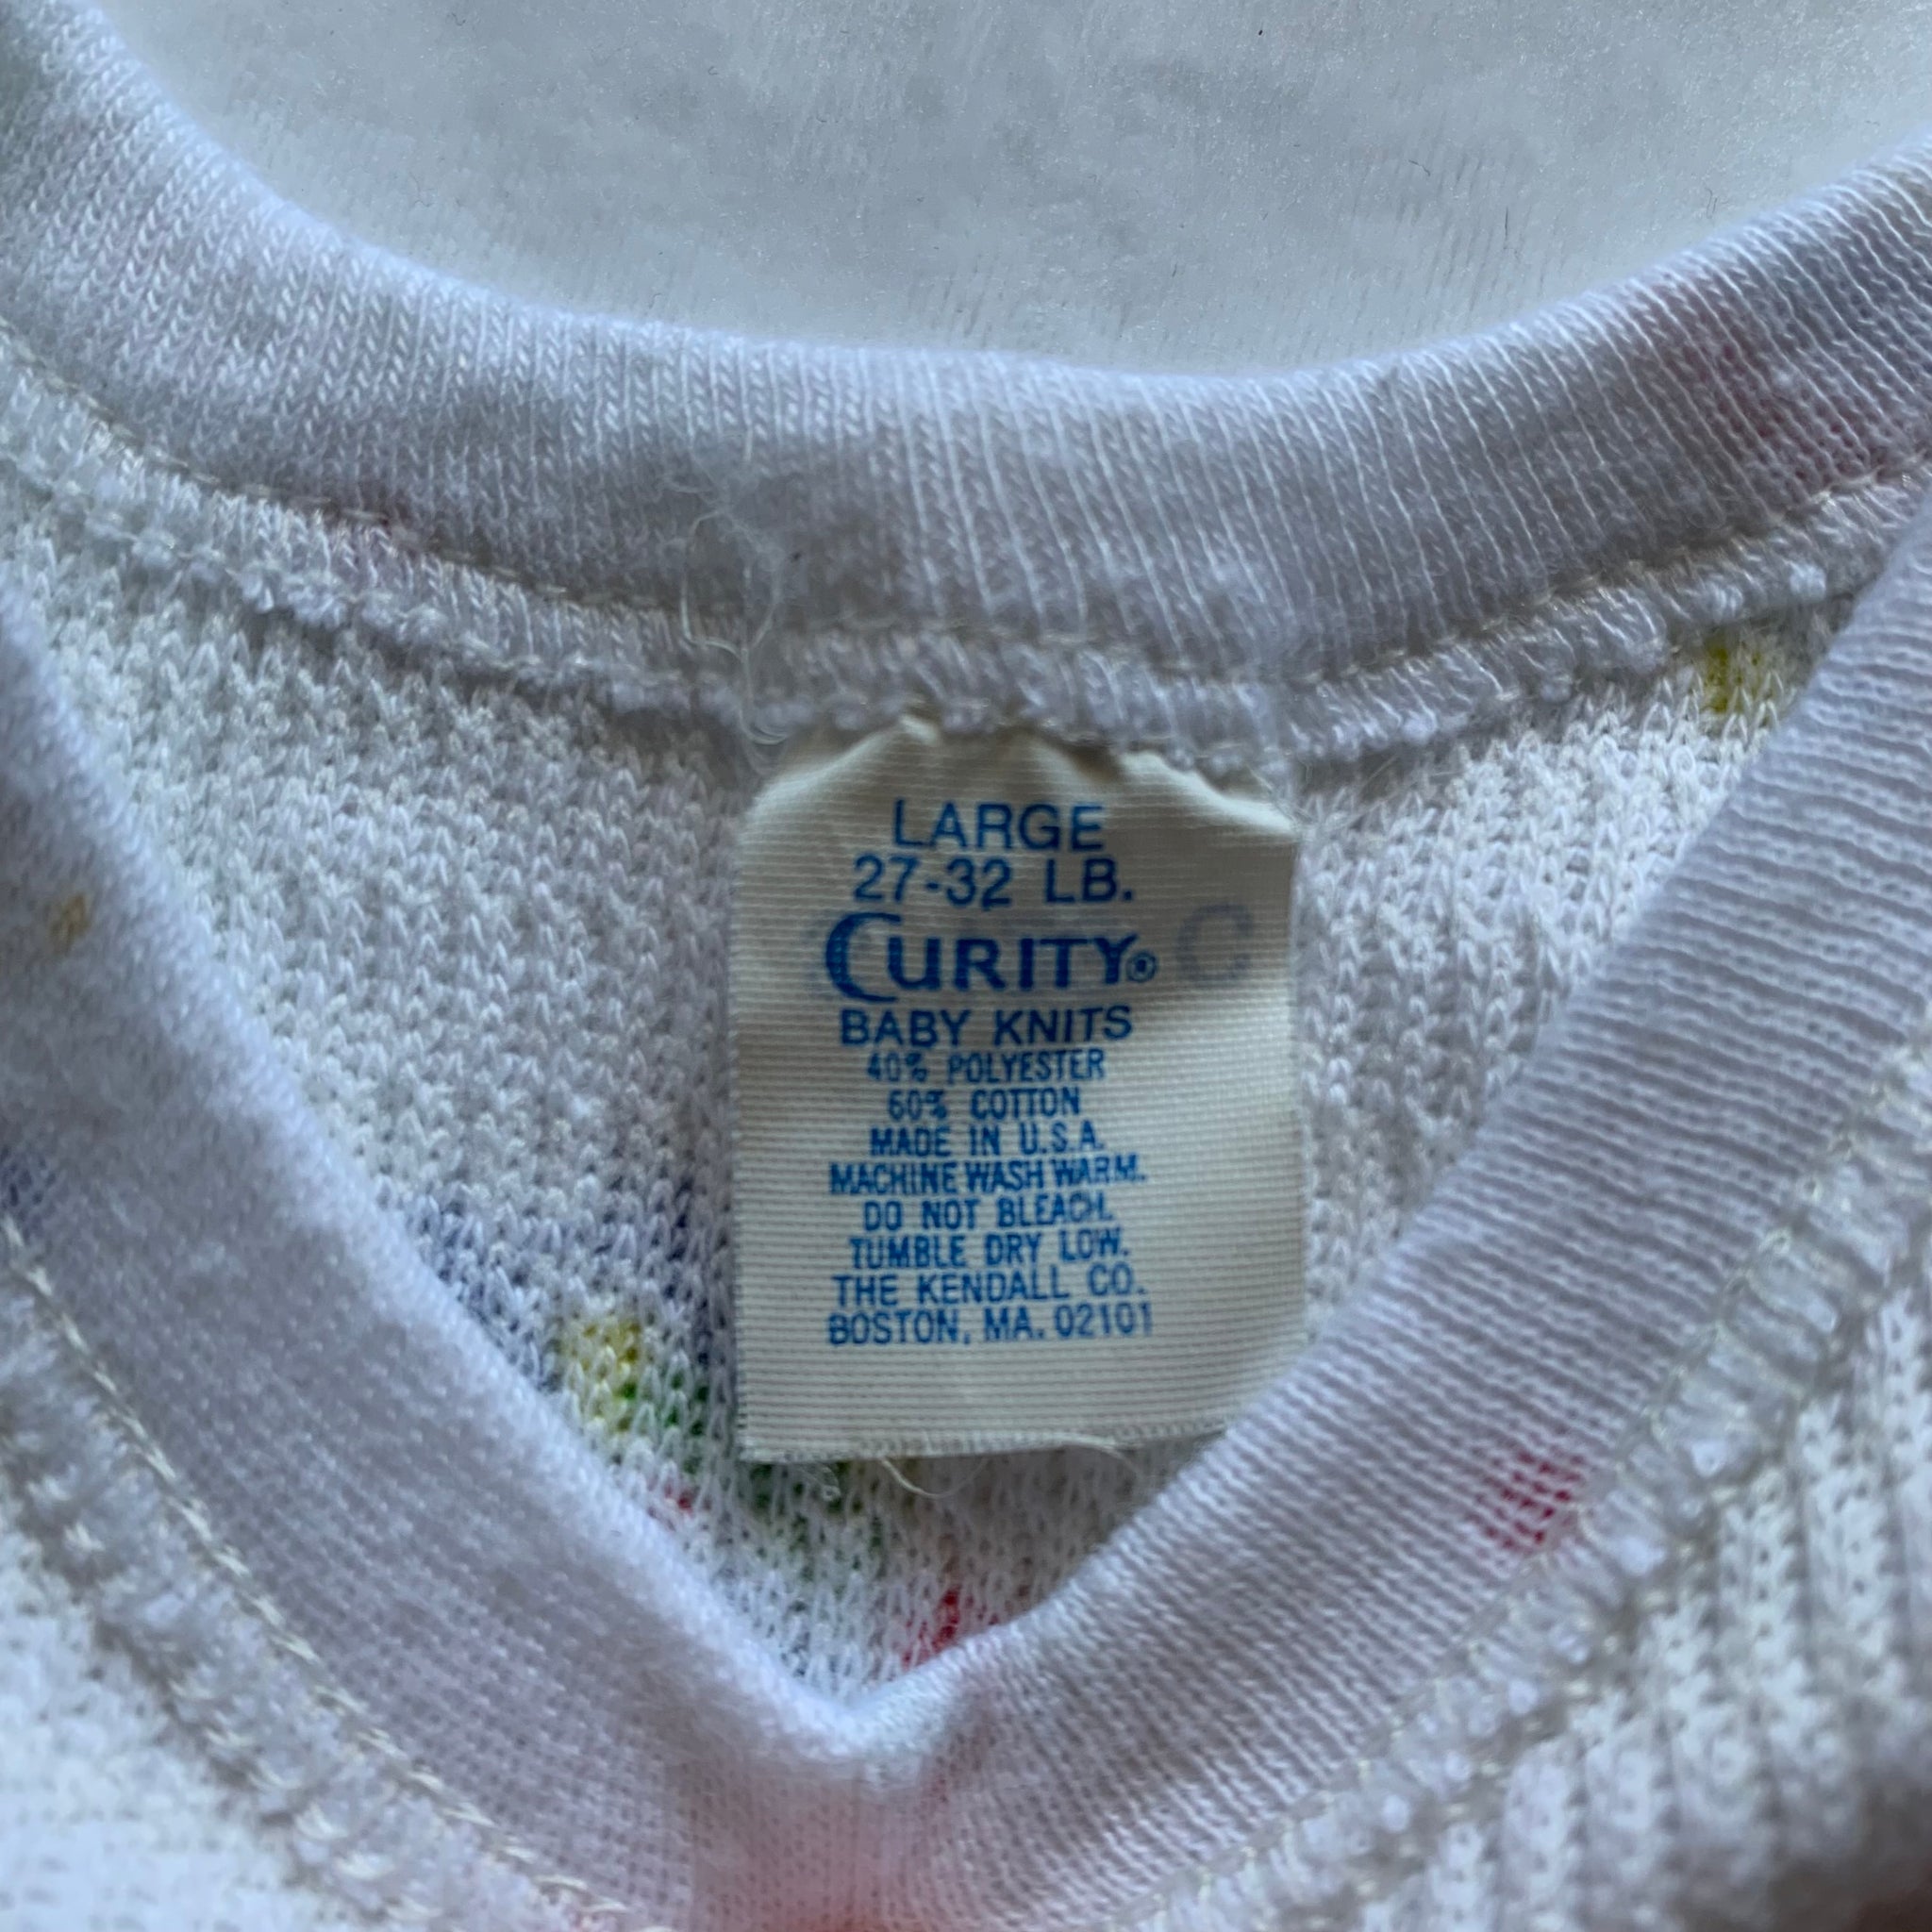 LARGE
27-32 LB.
CURITY® C
BABY KNITS
40% POLYESTER
60% COTTON
MADE IN U.S.A.
MACHINE WASH WARM.
DO NOT BLEACH.
TUMBLE DRY LOW.
THE KENDALL CO.
BOSTON, MA. 02101